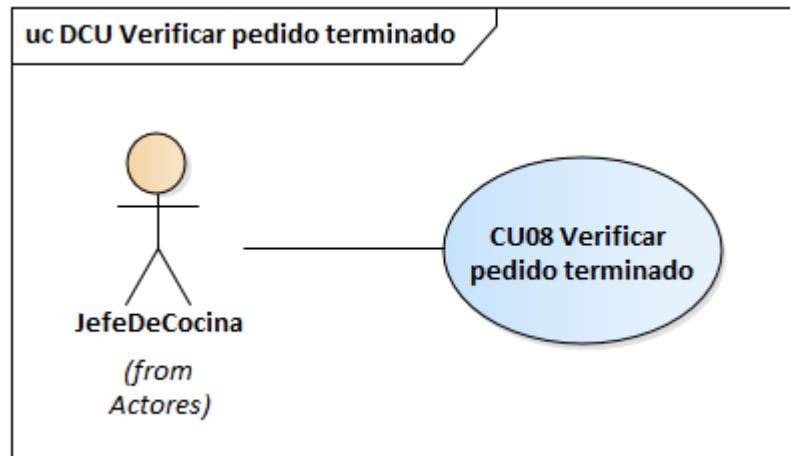 uc DCU Verificar pedido terminado
CU08 Verificar
pedido terminado
JefeDeCocina
(from
Actores)